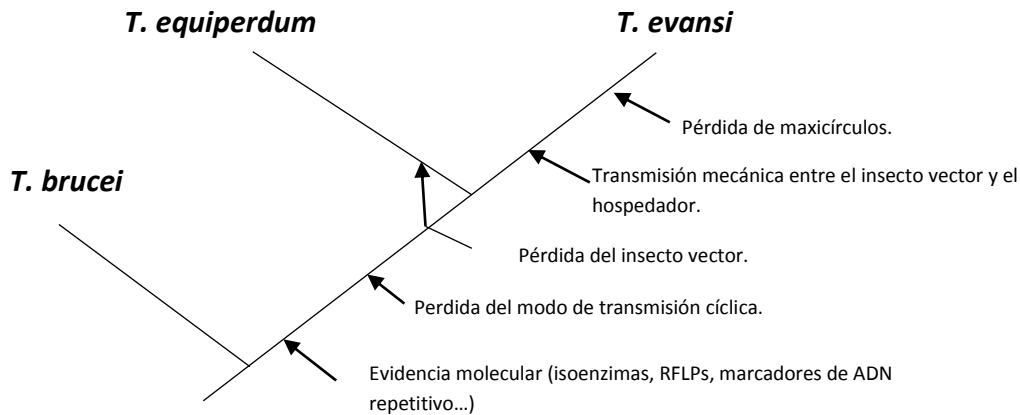 T. equiperdum
T. evansi
Pérdida de maxicírculos.
T. brucei
Transmisión mecánica entre el insecto vector y el
hospedador.
Pérdida del insecto vector.
Perdida del modo de transmisión cíclica.
Evidencia molecular (isoenzimas, RFLPs, marcadores de ADN
repetitivo...)